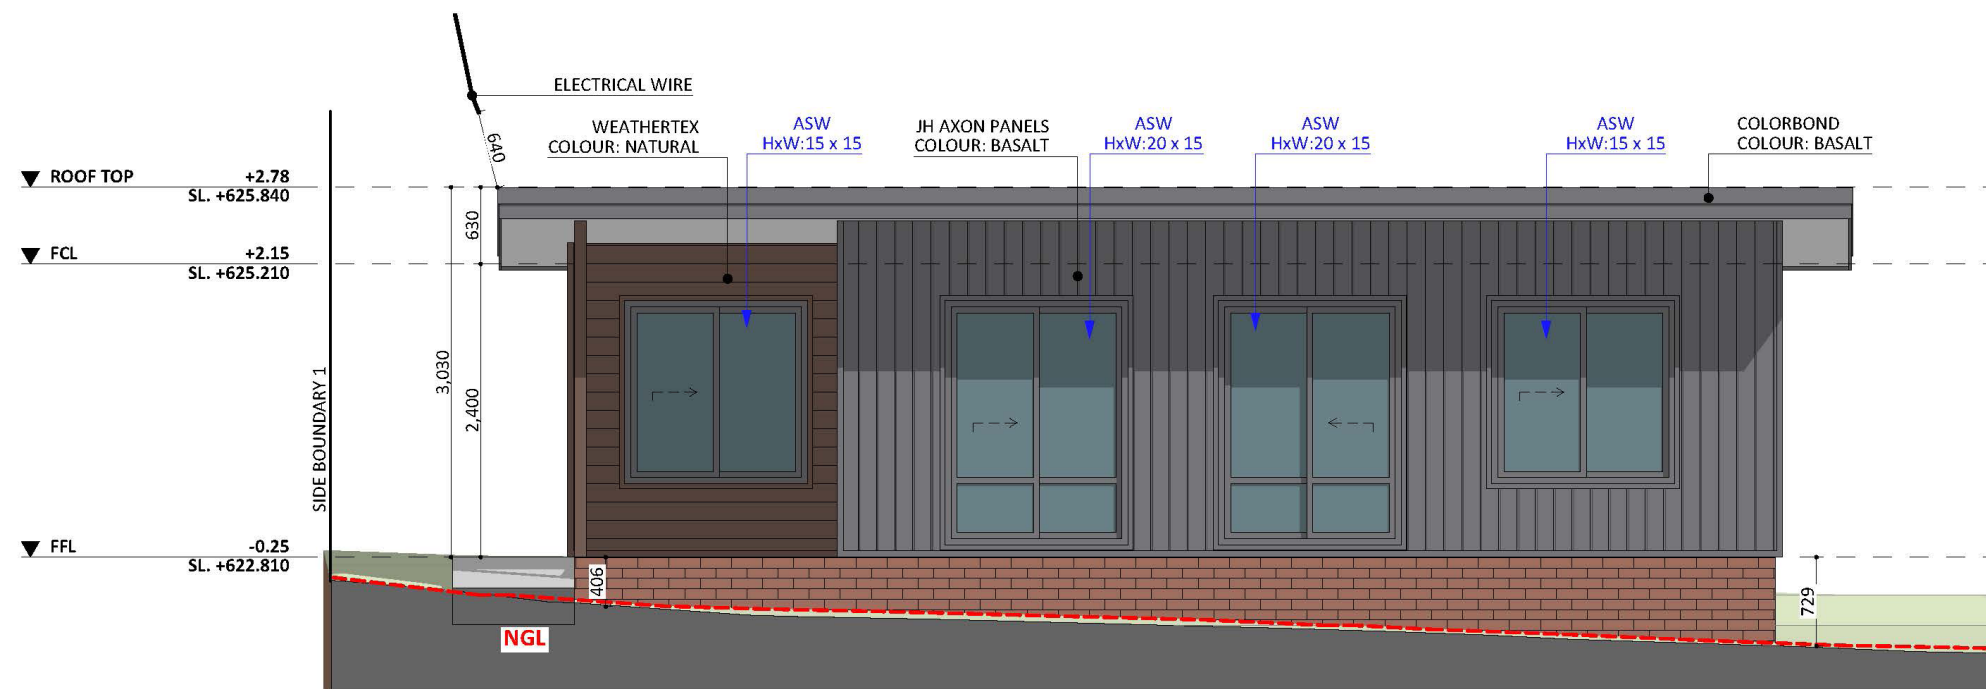 ELECTRICAL WIRE
640
WEATHERTEX
COLOUR: NATURAL
ASW
HxW:15 x 15
JH AXON PANELS
COLOUR: BASALT
ASW
HxW:20 x 15
ASW
HxW:20 x 15
ASW
HxW:15 x 15
COLORBOND
COLOUR: BASALT
ROOF TOP +2.78
SL. +625.840
630
FCL +2.15
SL. +625.210
3,030
2,400
SIDE BOUNDARY 1
FFL -0.25
SL. +622.810
406
729
NGL